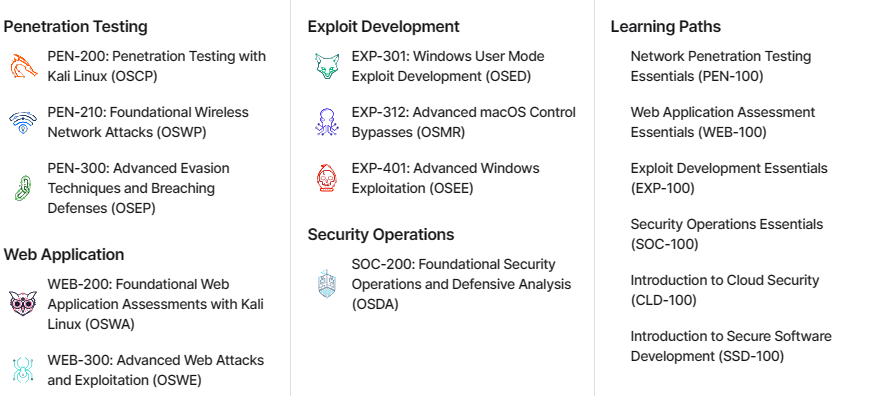 Penetration Testing
PEN-200: Penetration Testing with
Kali Linux (OSCP)
PEN-210: Foundational Wireless
Network Attacks (OSWP)
PEN-300: Advanced Evasion
Techniques and Breaching
Defenses (OSEP)
Web Application
WEB-200: Foundational Web
Application Assessments with Kali
Linux (OSWA)
WEB-300: Advanced Web Attacks
and Exploitation (OSWE)
Exploit Development
EXP-301: Windows User Mode
Exploit Development (OSED)
EXP-312: Advanced macOS Control
Bypasses (OSMR)
EXP-401: Advanced Windows
Exploitation (OSEE)
Security Operations
SOC-200: Foundational Security
Operations and Defensive Analysis
(OSDA)
Learning Paths
Network Penetration Testing
Essentials (PEN-100)
Web Application Assessment
Essentials (WEB-100)
Exploit Development Essentials
(EXP-100)
Security Operations Essentials
(SOC-100)
Introduction to Cloud Security
(CLD-100)
Introduction to Secure Software
Development (SSD-100)